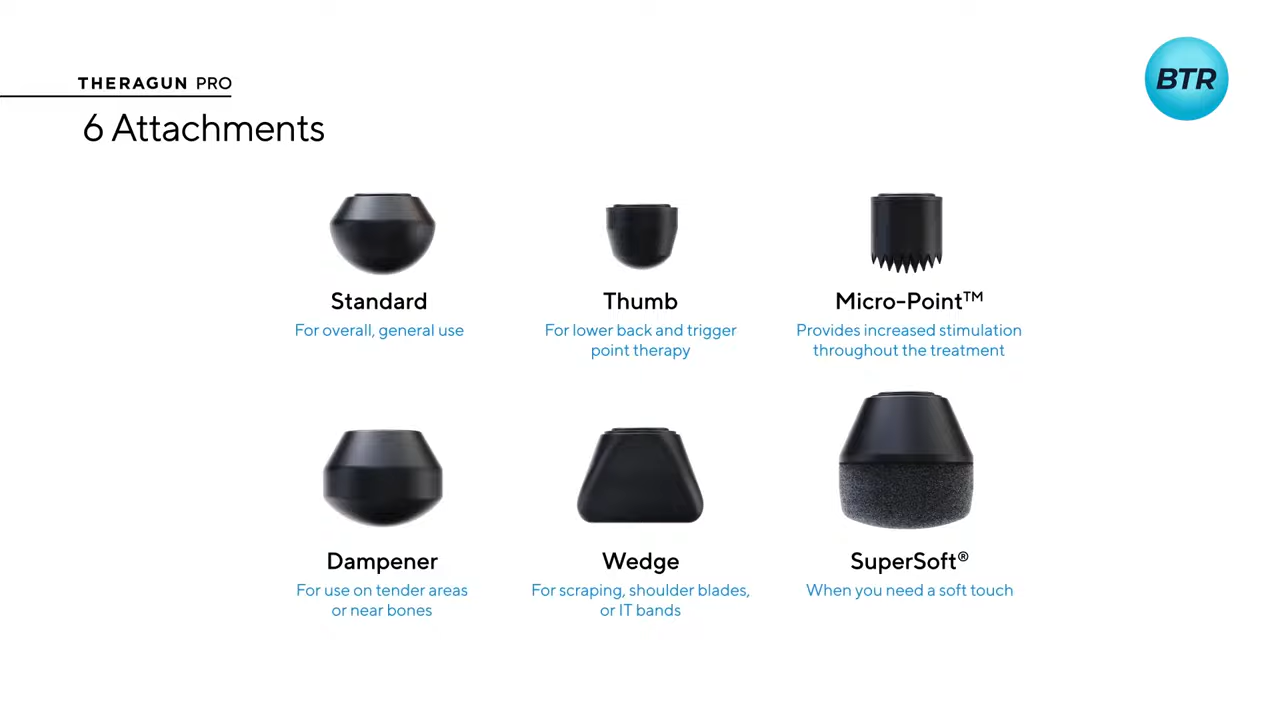 THERAGUN PRO
BTR
6 Attachments
Standard
For overall, general use
Thumb
For lower back and trigger
point therapy
Micro-Point™
Provides increased stimulation
throughout the treatment
Dampener
For use on tender areas
or near bones
Wedge
For scraping, shoulder blades,
or IT bands
SuperSoft®
When you need a soft touch